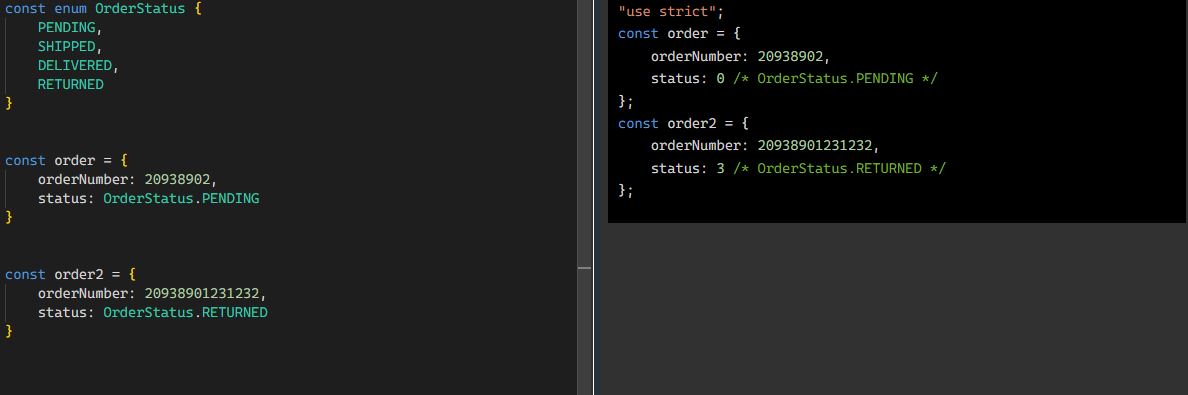 const enum OrderStatus {
    PENDING,
    SHIPPED,
    DELIVERED,
    RETURNED
}
const order = {
    orderNumber: 20938902,
    status: OrderStatus.PENDING
}
const order2 = {
    orderNumber: 20938901231232,
    status: OrderStatus.RETURNED
}
"use strict";
const order = {
    orderNumber: 20938902,
    status: 0 /* OrderStatus.PENDING */
};
const order2 = {
    orderNumber: 20938901231232,
    status: 3 /* OrderStatus.RETURNED */
};